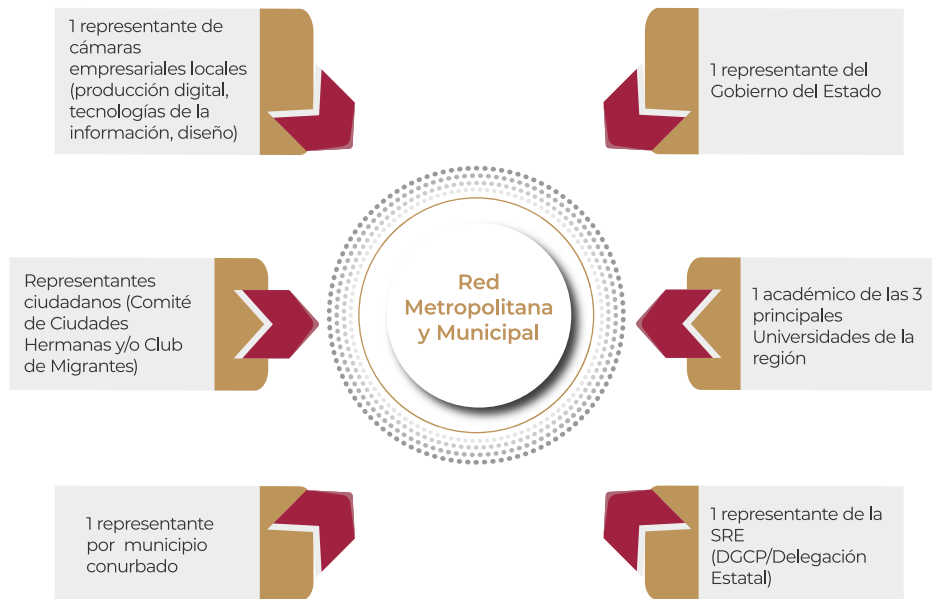 1 representante de
cámaras
empresariales locales
(producción digital,
tecnologías de la
información, diseño)
1 representante del
Gobierno del Estado
Representantes
ciudadanos (Comité
de Ciudades
Hermanas y/o Club
de Migrantes)
Red
Metropolitana
y Municipal
1 académico de las 3
principales
Universidades de la
región
1 representante
por municipio
conurbado
1 representante de la
SRE
(DGCP/Delegación
Estatal)